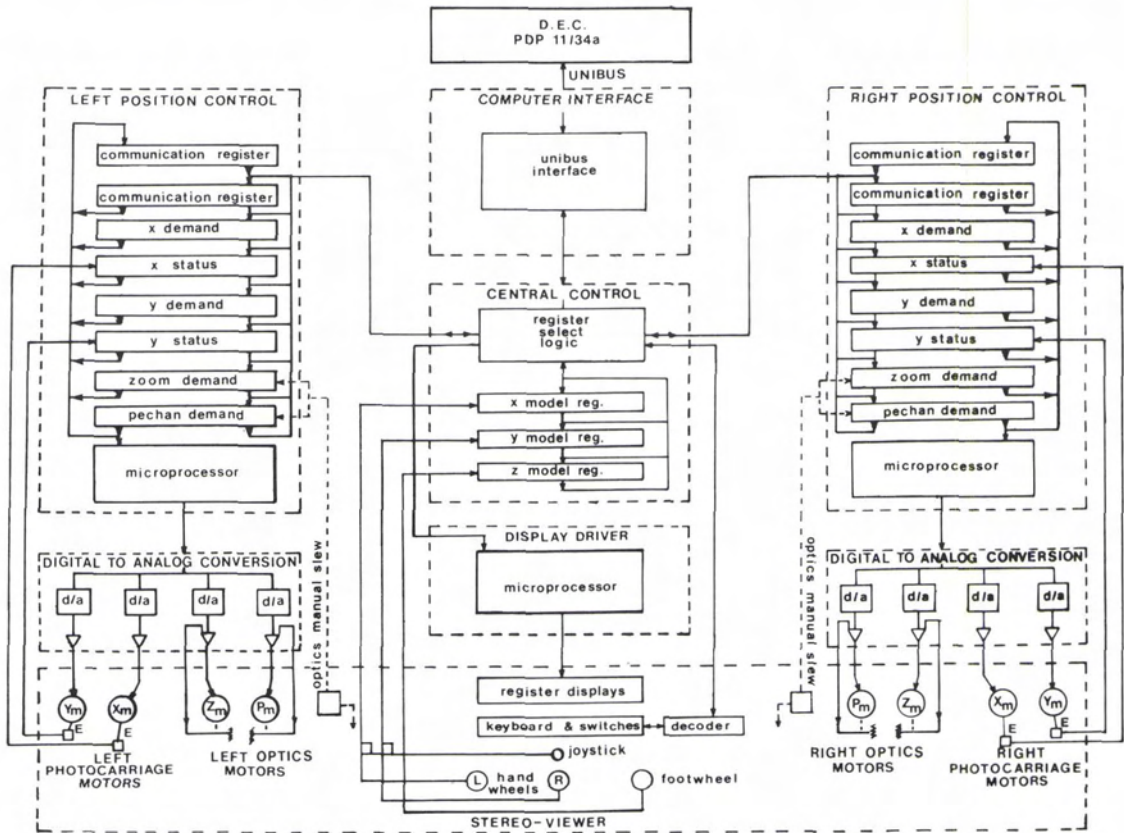 D.E.C.
PDP 11/34a
UNIBUS
LEFT POSITION CONTROL
communication register
communication register
x demand
x status
y demand
y status
zoom demand
pechan demand
microprocessor
COMPUTER INTERFACE
unibus
interface
CENTRAL CONTROL
register
select
logic
x model reg.
y model reg.
z model reg.
DISPLAY DRIVER
microprocessor
RIGHT POSITION CONTROL
communication register
communication register
x demand
x status
y demand
y status
zoom demand
pechan demand
microprocessor
DIGITAL TO ANALOG CONVERSION
d/a
d/a
d/a
d/a
optics manual slew
Ym
Xm
Zm
Pm
E
E
LEFT
PHOTOCARRIAGE
MOTORS
LEFT OPTICS
MOTORS
register displays
keyboard & switches
decoder
joystick
L
hand
wheels
R
footwheel
optics manual slew
DIGITAL TO ANALOG CONVERSION
d/a
d/a
d/a
d/a
Pm
Zm
Xm
Ym
E
E
RIGHT OPTICS
MOTORS
RIGHT
PHOTOCARRIAGE
MOTORS
STEREO-VIEWER